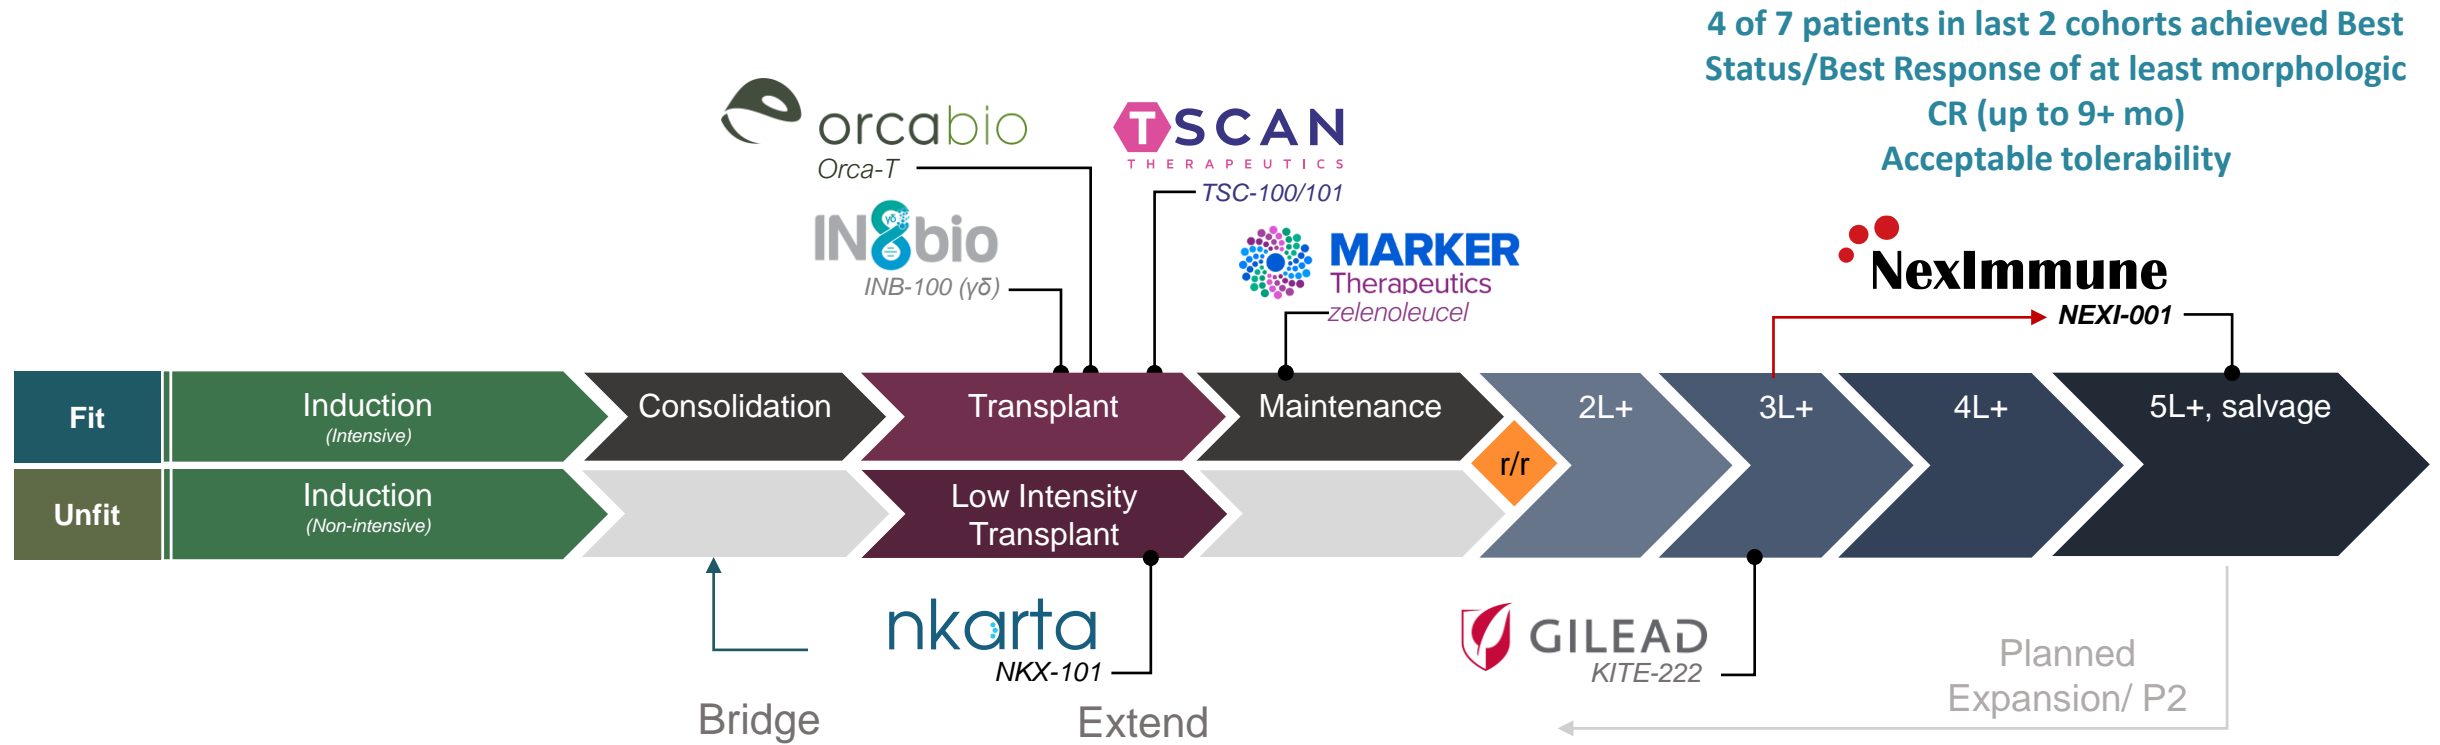 4 of 7 patients in last 2 cohorts achieved Best
Status/Best Response of at least morphologic
CR (up to 9+ mo)
Acceptable tolerability
orcabio
Orca-T
TSCAN
THERAPEUTICS
TSC-100/101
IN8bio
γδ
INB-100 (γδ)
MARKER
Therapeutics
zelenoleucel
NexImmune
NEXI-001
Fit
Induction
(Intensive)
Consolidation
Transplant
Maintenance
2L+
3L+
4L+
5L+, salvage
r/r
Unfit
Induction
(Non-intensive)
Low Intensity
Transplant
nkarta
NKX-101
GILEAD
KITE-222
Planned
Expansion/ P2
Bridge
Extend